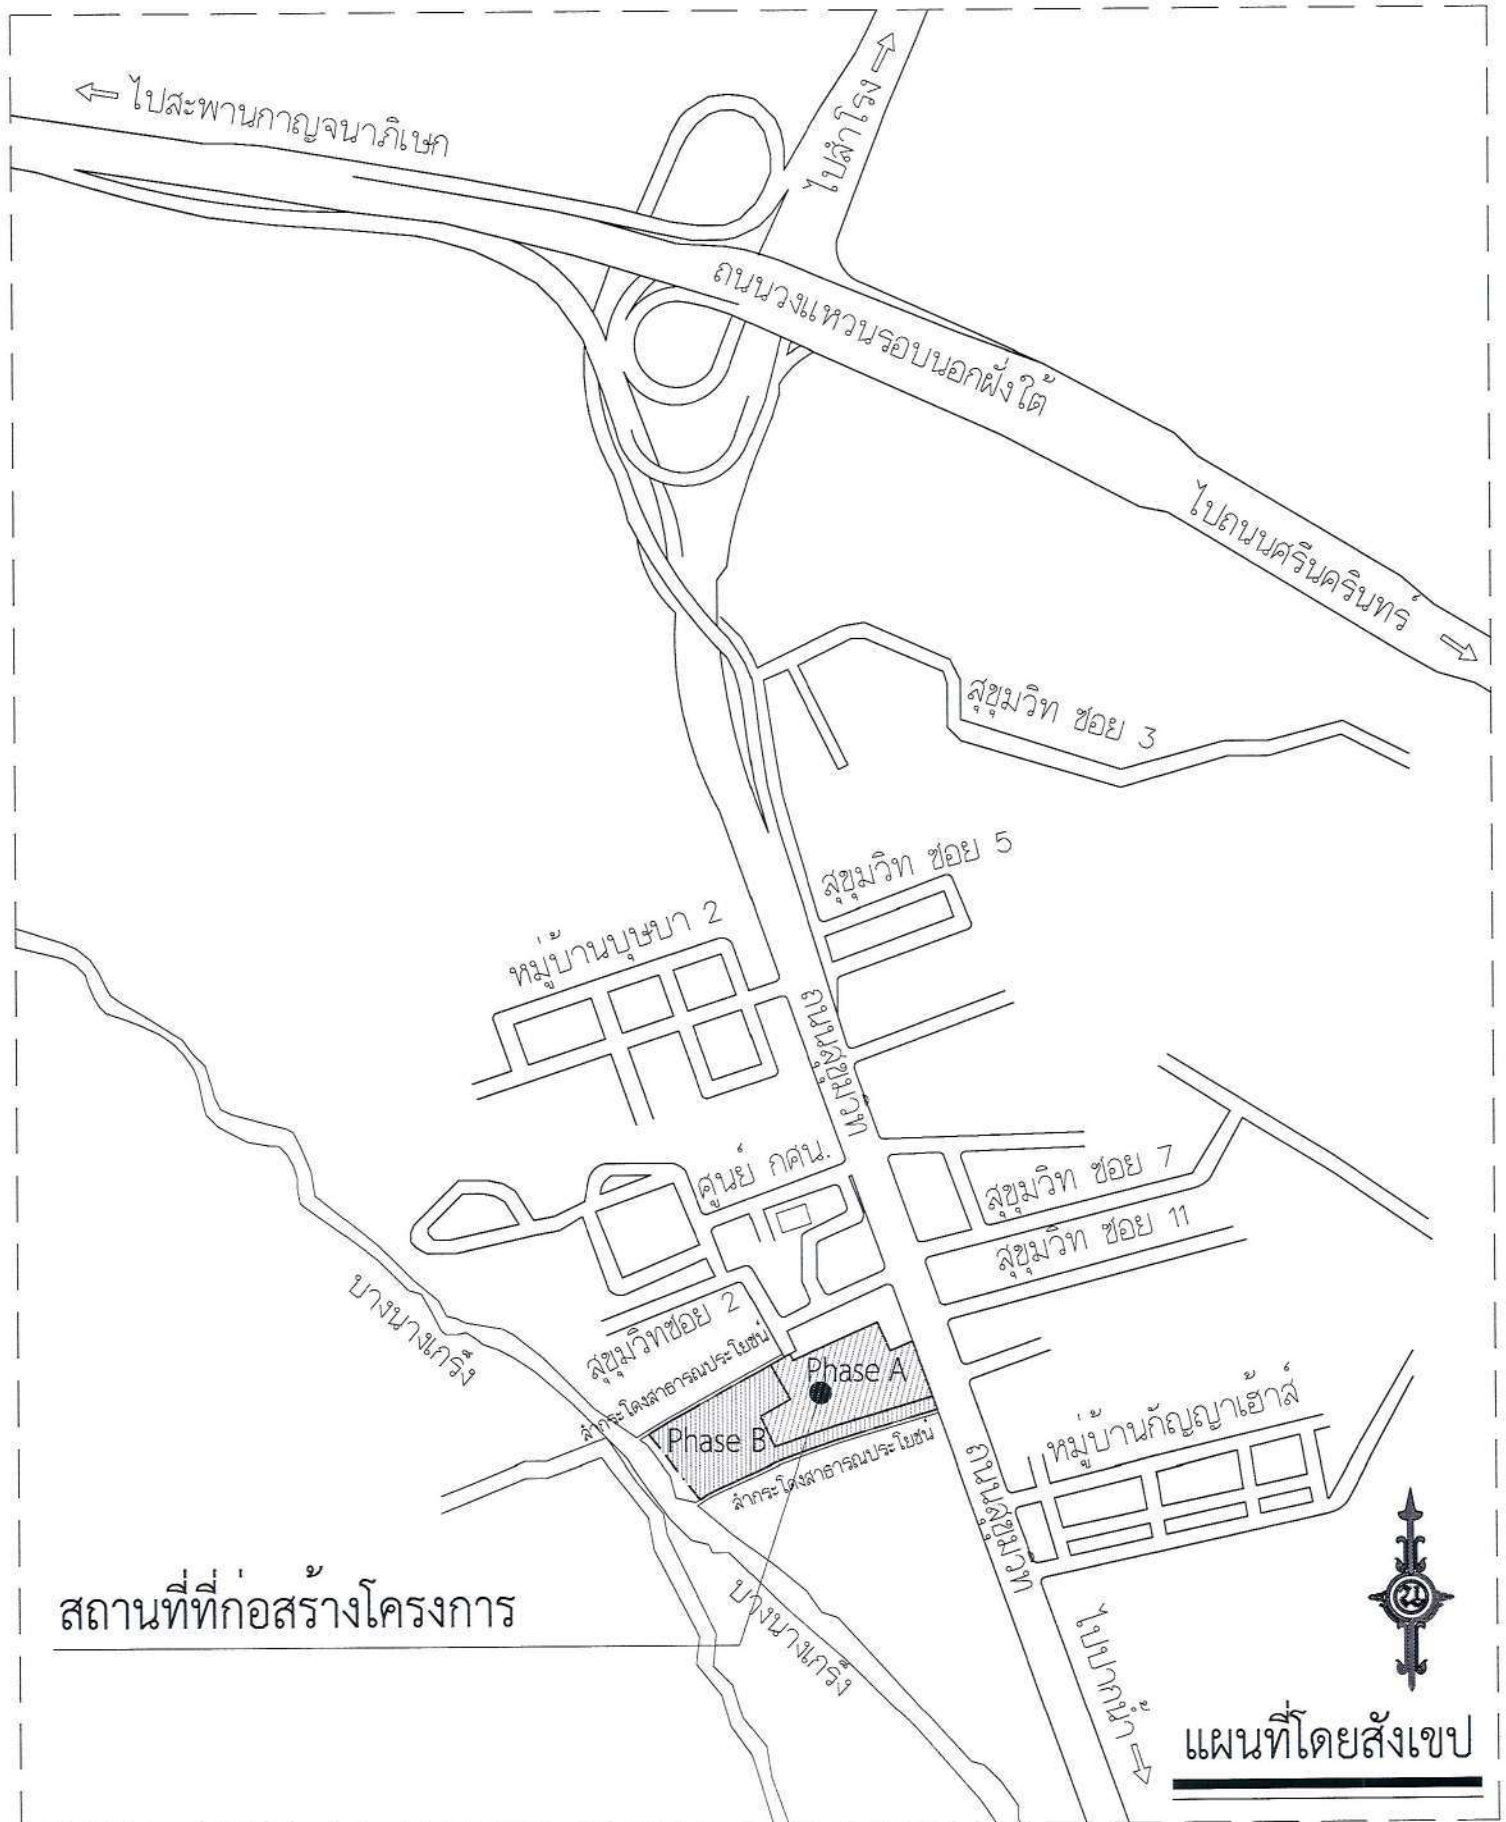 ไปสะพานกาญจนาภิเษก
ไปสำโรง
ถนนวงแหวนรอบนอกฝั่งใต้
ไปถนนศรีนครินทร์
สุขุมวิท ซอย 3
สุขุมวิท ซอย 5
หมู่บ้านบุษบา 2
ถนนสุขุมวิท
ศูนย์ กศน.
สุขุมวิท ซอย 7
สุขุมวิท ซอย 11
บางนางเกร็ง
สุขุมวิทซอย 2
ลำกระโดงสาธารณประโยชน์
Phase A
Phase B
หมู่บ้านกัญญาเฮ้าส์
ลำกระโดงสาธารณประโยชน์
ถนนสุขุมวิท
สถานที่ที่ก่อสร้างโครงการ
บางนางเกร็ง
ไปปากน้ำ
น
แผนที่โดยสังเขป